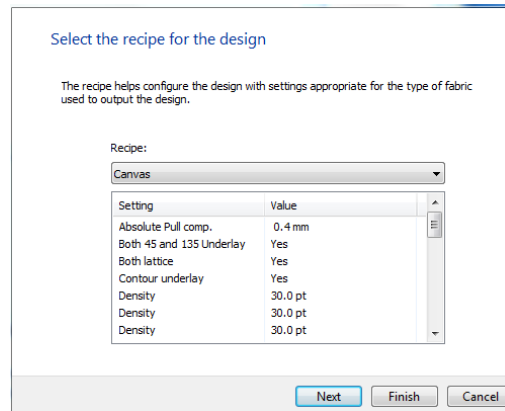 Select the recipe for the design
The recipe helps configure the design with settings appropriate for the type of fabric
used to output the design.
Recipe:
Canvas
Setting Value
Absolute Pull comp. 0.4 mm
Both 45 and 135 Underlay Yes
Both lattice Yes
Contour underlay Yes
Density 30.0 pt
Density 30.0 pt
Density 30.0 pt
Next Finish Cancel